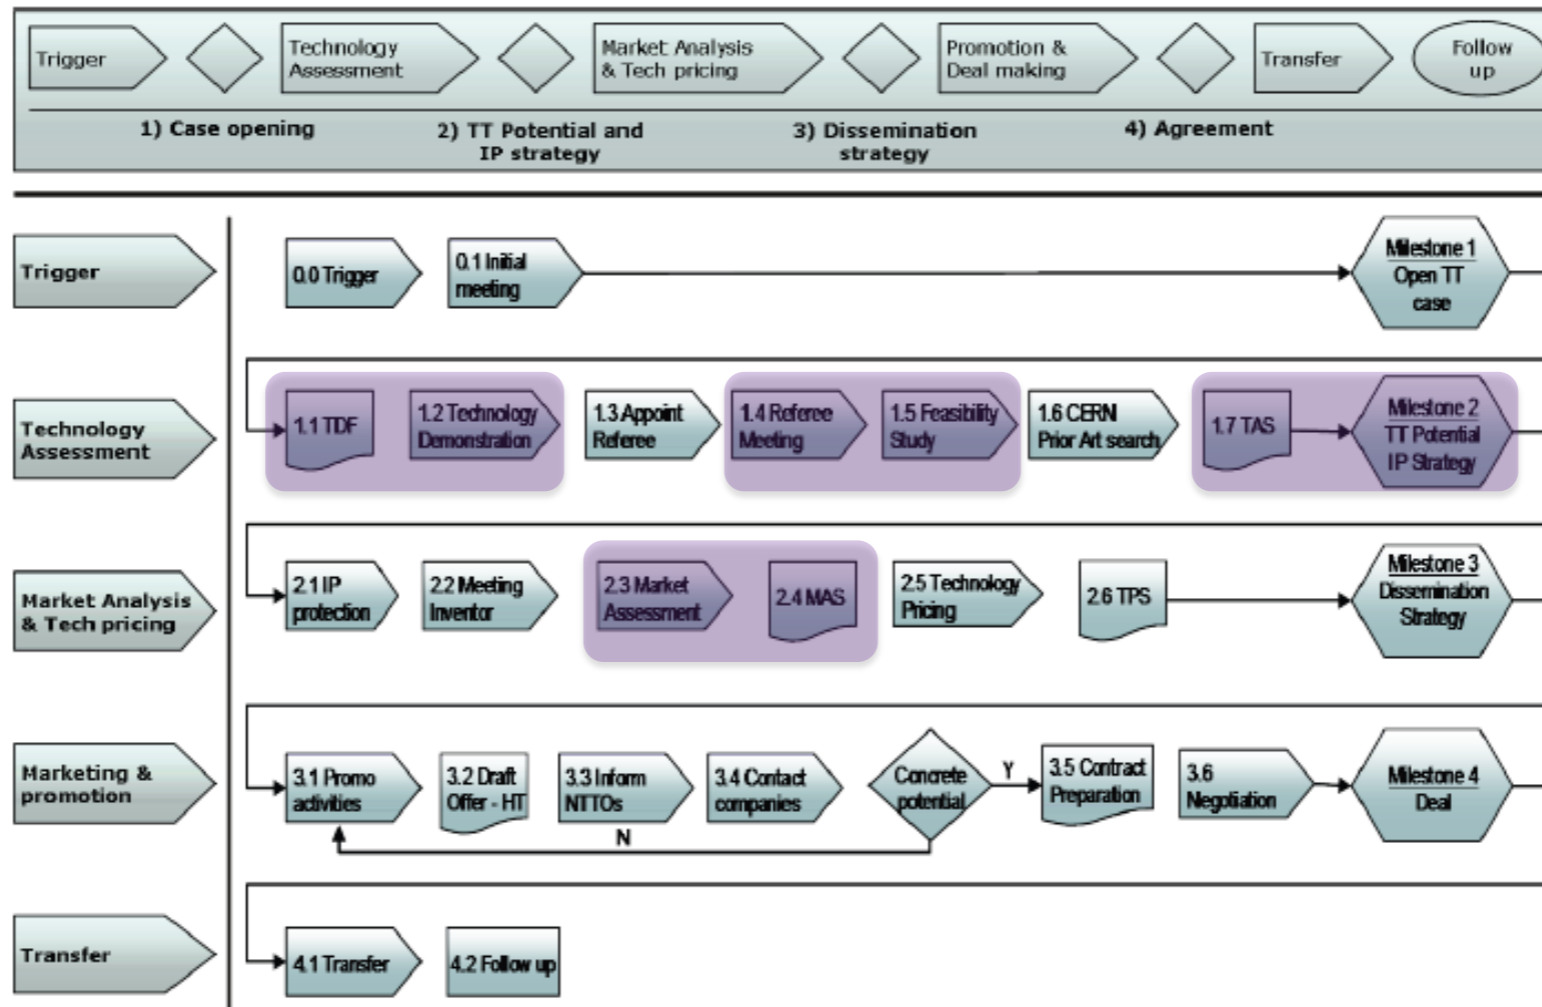 Trigger
Technology
Assessment
Market Analysis
& Tech pricing
Promotion &
Deal making
Transfer
Follow
up
1) Case opening
2) TT Potential and
IP strategy
3) Dissemination
strategy
4) Agreement
Trigger
0.0 Trigger
0.1 Initial
meeting
Milestone 1
Open TT
case
Technology
Assessment
1.1 TDF
1.2 Technology
Demonstration
1.3 Appoint
Referee
1.4 Referee
Meeting
1.5 Feasibility
Study
1.6 CERN
Prior Art search
1.7 TAS
Milestone 2
TT Potential
IP Strategy
Market Analysis
& Tech pricing
2.1 IP
protection
2.2 Meeting
Inventor
2.3 Market
Assessment
2.4 MAS
2.5 Technology
Pricing
2.6 TPS
Milestone 3
Dissemination
Strategy
Marketing &
promotion
3.1 Promo
activities
3.2 Draft
Offer - HT
3.3 Inform
NTTOs
3.4 Contact
companies
Concrete
potential
Y
N
3.5 Contract
Preparation
3.6
Negotiation
Milestone 4
Deal
Transfer
4.1 Transfer
4.2 Follow up